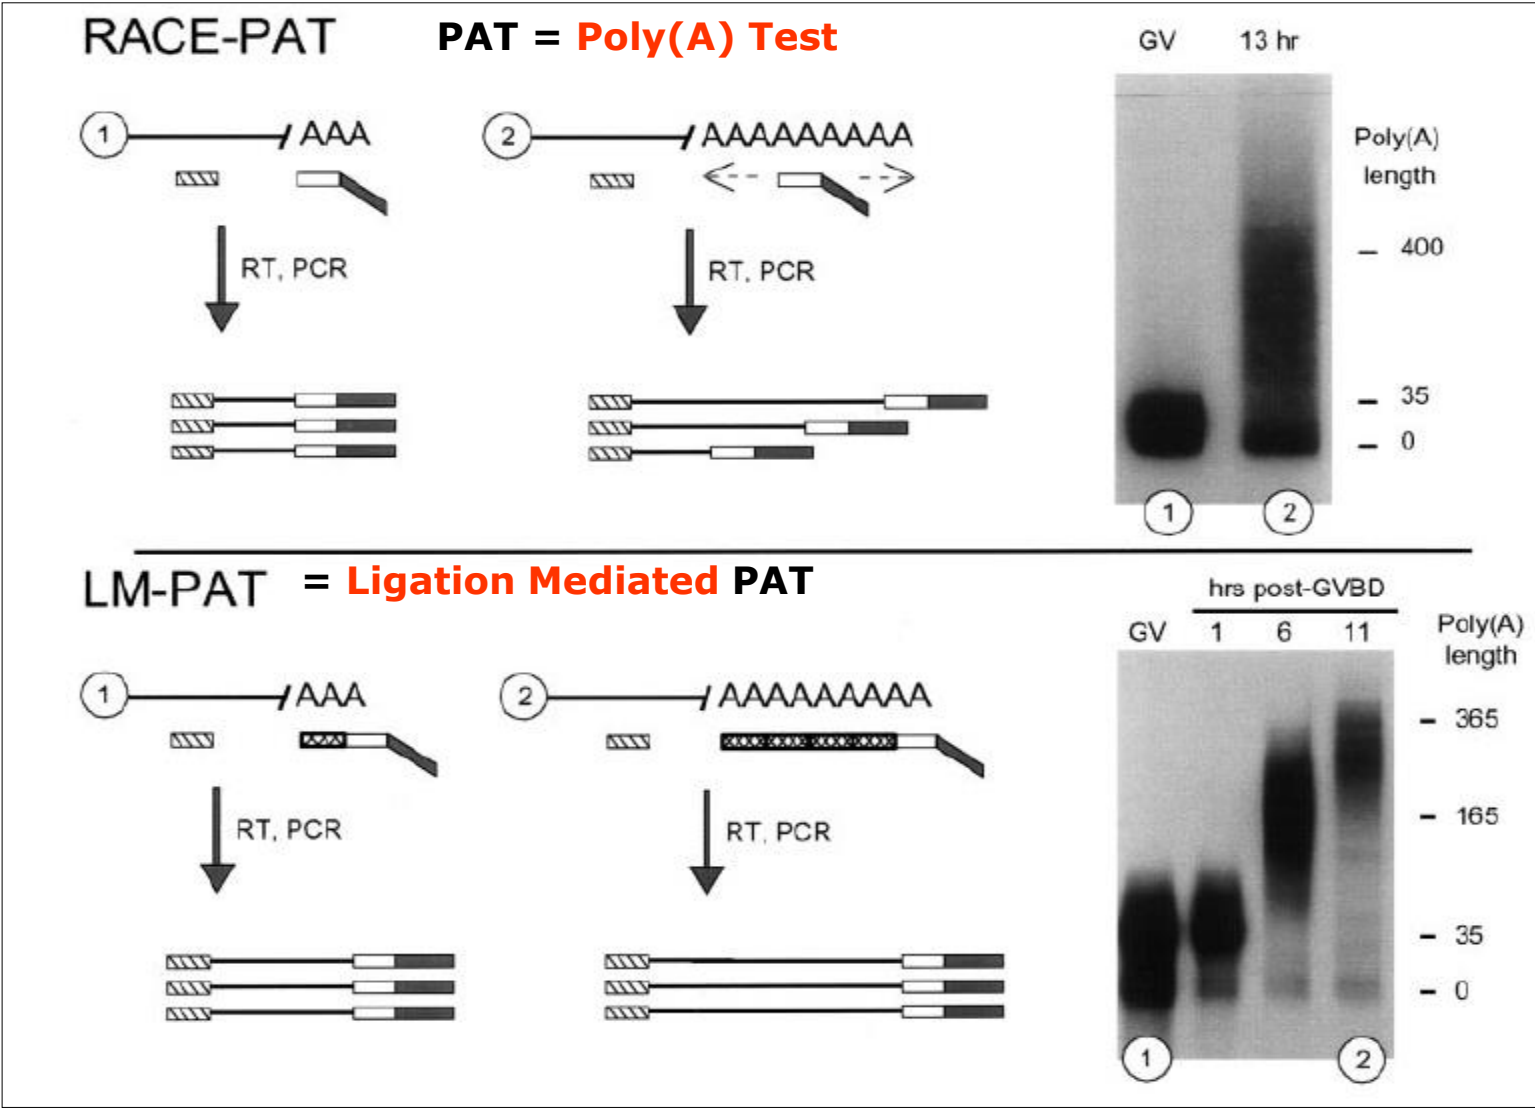 RACE-PAT PAT = Poly(A) Test
1 AAA
2 AAAAAAAAA
RT, PCR
RT, PCR
GV 13 hr
Poly(A)
length
400
35
0
1 2
LM-PAT = Ligation Mediated PAT
1 AAA
2 AAAAAAAAA
RT, PCR
RT, PCR
hrs post-GVBD
GV 1 6 11
Poly(A)
length
365
165
35
0
1 2